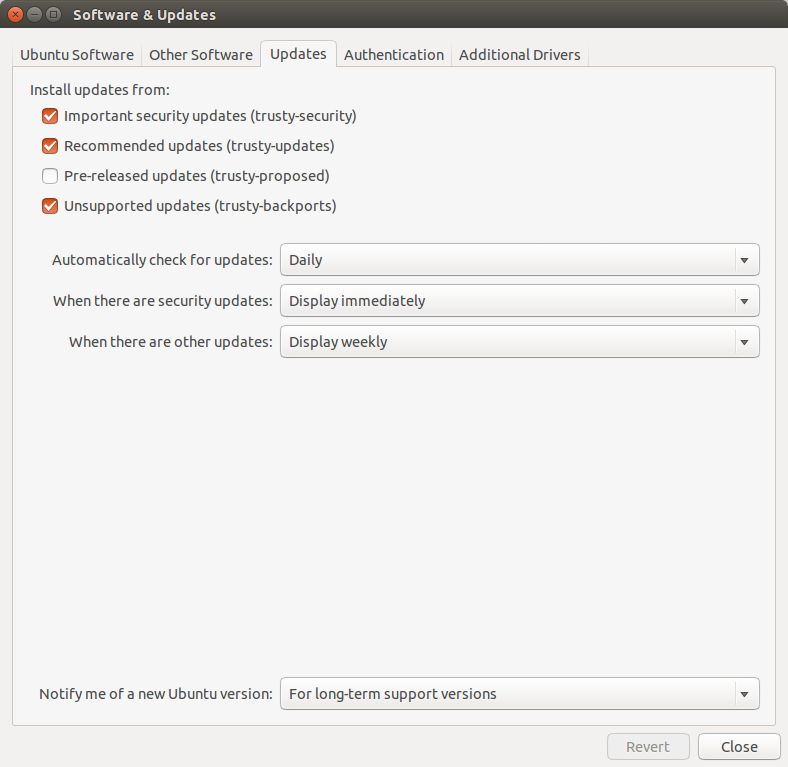 Software & Updates
Ubuntu Software Other Software Updates Authentication Additional Drivers
Install updates from:
Important security updates (trusty-security)
Recommended updates (trusty-updates)
Pre-released updates (trusty-proposed)
Unsupported updates (trusty-backports)
Automatically check for updates: Daily
When there are security updates: Display immediately
When there are other updates: Display weekly
Notify me of a new Ubuntu version: For long-term support versions
Revert Close